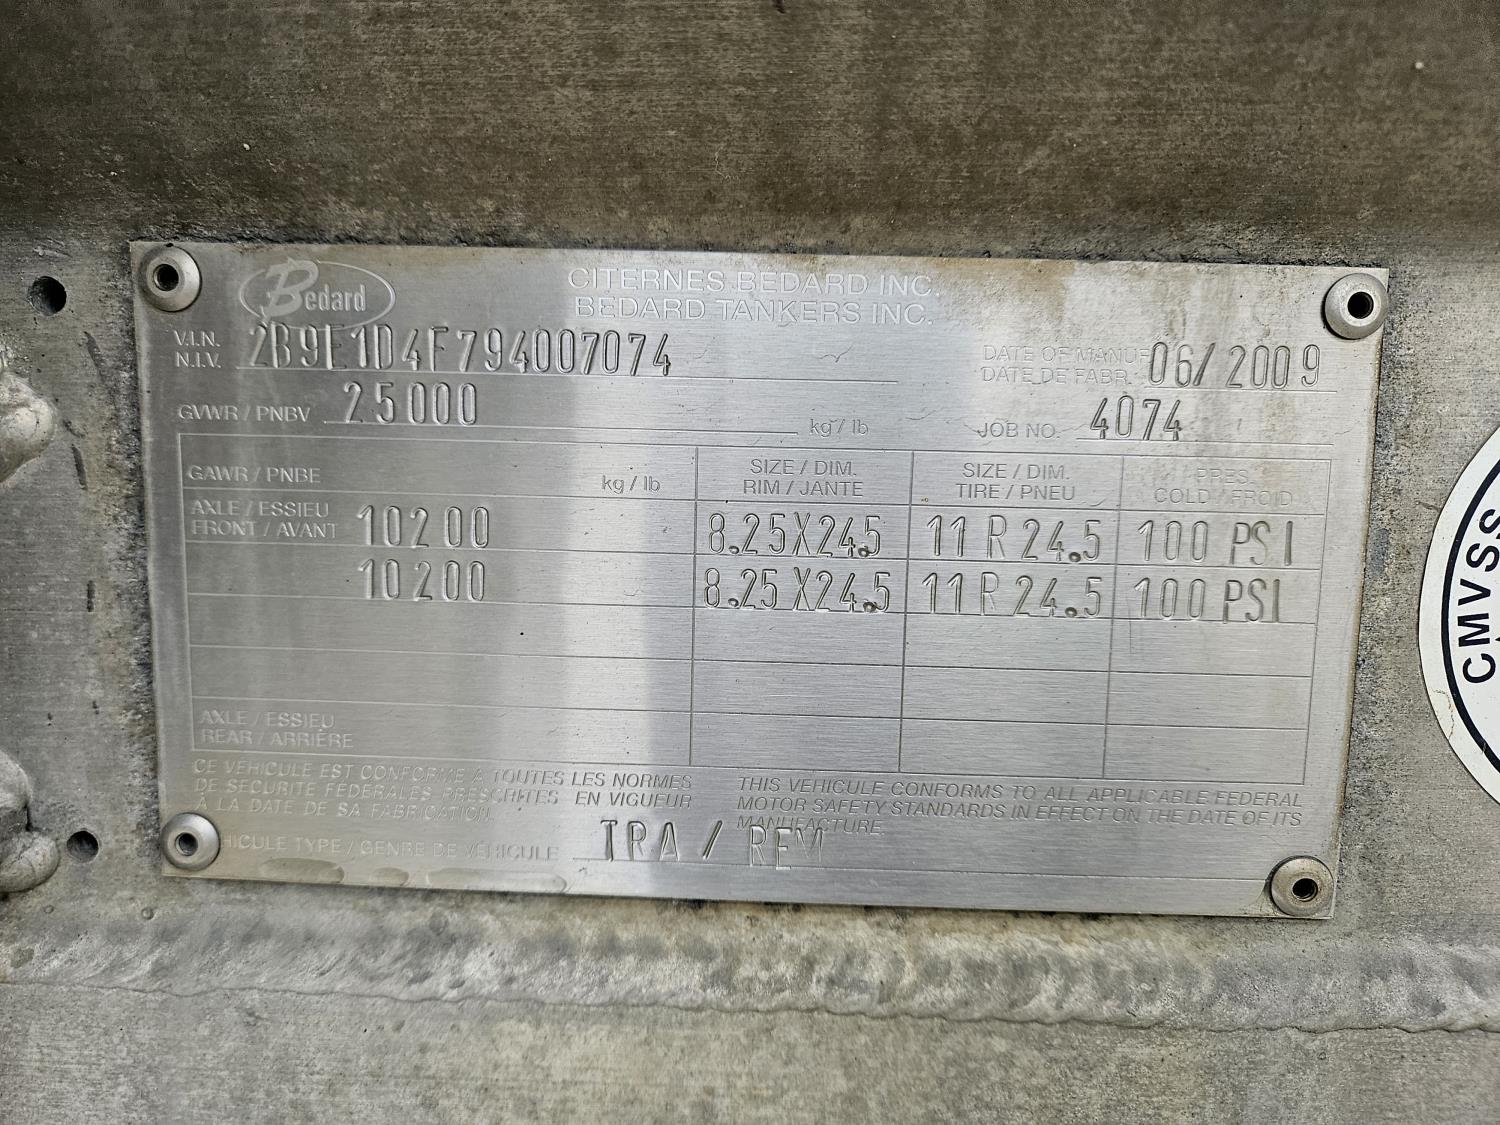 Bedard
CITERNES BEDARD INC.
BEDARD TANKERS INC.
V.I.N. 2B9E1D4F794007074
N.I.V.
DATE OF MANUF. 06/2009
DATE DE FABR.
GVWR / PNBV 25000 kg / lb
JOB NO. 4074
GAWR / PNBE kg / lb
SIZE / DIM.
RIM / JANTE
SIZE / DIM.
TIRE / PNEU
PRES.
COLD / FROID
AXLE / ESSIEU
FRONT / AVANT 10200 8.25X24.5 11 R 24.5 100 PSI
10200 8.25 X24.5 11 R 24.5 100 PSI
AXLE / ESSIEU
REAR / ARRIÈRE
CE VÉHICULE EST CONFORME À TOUTES LES NORMES
DE SÉCURITÉ FÉDÉRALES PRESCRITES EN VIGUEUR
À LA DATE DE SA FABRICATION.
THIS VEHICULE CONFORMS TO ALL APPLICABLE FEDERAL
MOTOR SAFETY STANDARDS IN EFFECT ON THE DATE OF ITS
MANUFACTURE.
HICULE TYPE / GENRE DE VÉHICULE TRA / REM
CMVSS